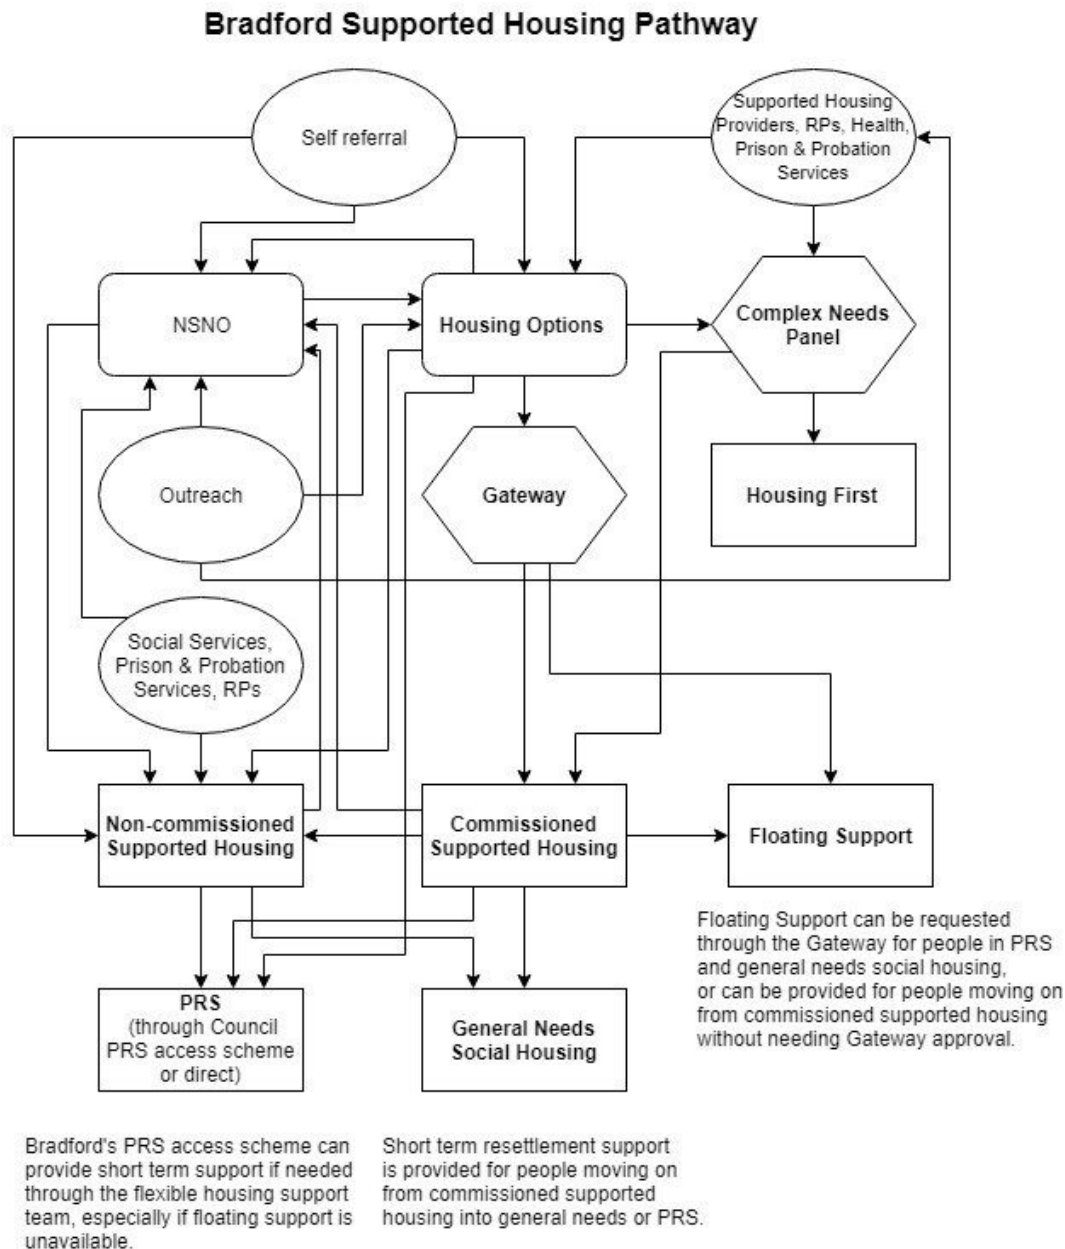 Bradford Supported Housing Pathway
Self referral
Supported Housing
Providers, RPs, Health,
Prison & Probation
Services
NSNO
Housing Options
Complex Needs
Panel
Outreach
Gateway
Housing First
Social Services,
Prison & Probation
Services, RPs
Non-commissioned
Supported Housing
Commissioned
Supported Housing
Floating Support
Floating Support can be requested
through the Gateway for people in PRS
and general needs social housing,
or can be provided for people moving on
from commissioned supported housing
without needing Gateway approval.
PRS
(through Council
PRS access scheme
or direct)
General Needs
Social Housing
Bradford's PRS access scheme can
provide short term support if needed
through the flexible housing support
team, especially if floating support is
unavailable.
Short term resettlement support
is provided for people moving on
from commissioned supported
housing into general needs or PRS.